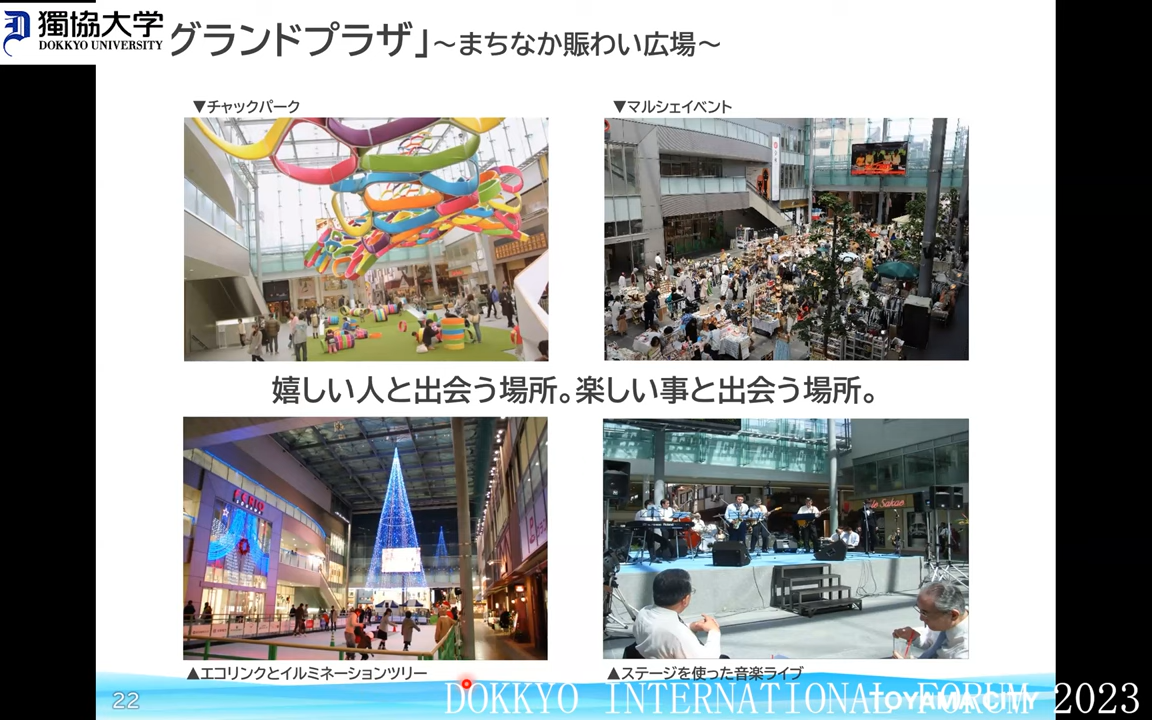 獨協大学
DOKKYO UNIVERSITY
グランドプラザ」～まちなか賑わい広場～
▼チャックパーク
▼マルシェイベント
嬉しい人と出会う場所。楽しい事と出会う場所。
▲エコリンクとイルミネーションツリー
▲ステージを使った音楽ライブ
22
TOYAMA CITY
DOKKYO INTERNATIONAL FORUM 2023